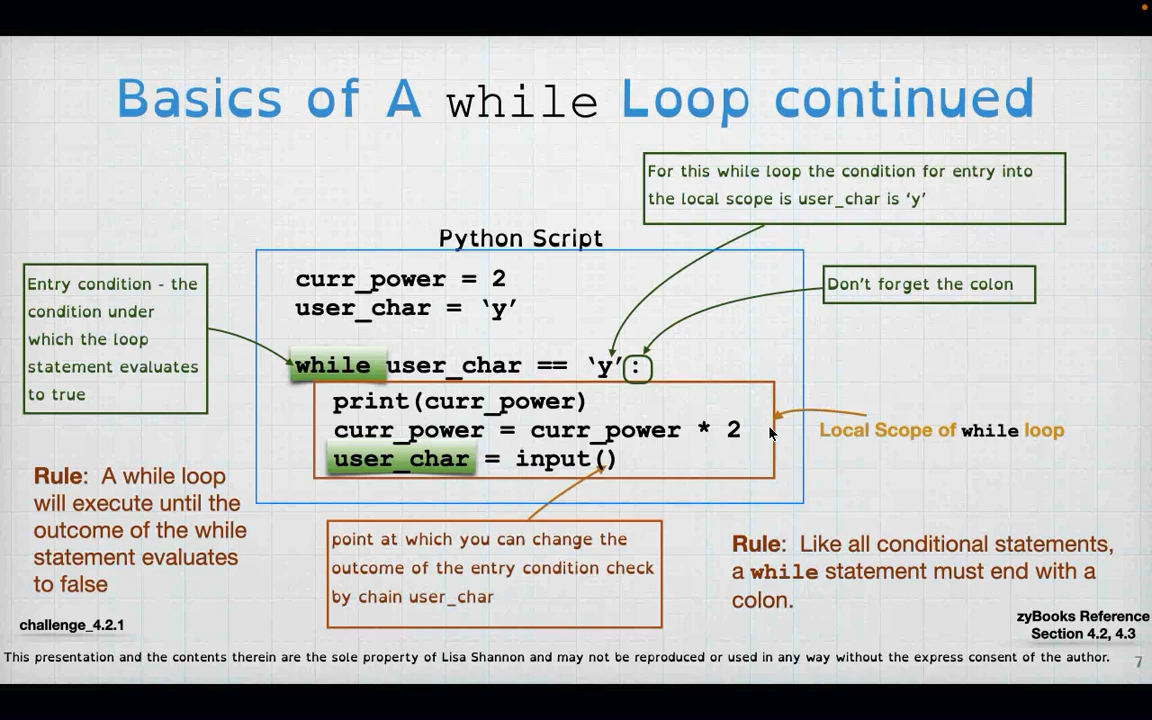 Basics of A while Loop continued
For this while loop the condition for entry into
the local scope is user_char is ‘y’
Python Script
Entry condition - the
condition under
which the loop
statement evaluates
to true
curr_power = 2
user_char = ‘y’
Don’t forget the colon
while user_char == ‘y’:
print(curr_power)
curr_power = curr_power * 2
user_char = input()
Local Scope of while loop
Rule:  A while loop
will execute until the
outcome of the while
statement evaluates
to false
point at which you can change the
outcome of the entry condition check
by chain user_char
Rule:  Like all conditional statements,
a while statement must end with a
colon.
challenge_4.2.1
zyBooks Reference
Section 4.2, 4.3
This presentation and the contents therein are the sole property of Lisa Shannon and may not be reproduced or used in any way without the express consent of the author.
7